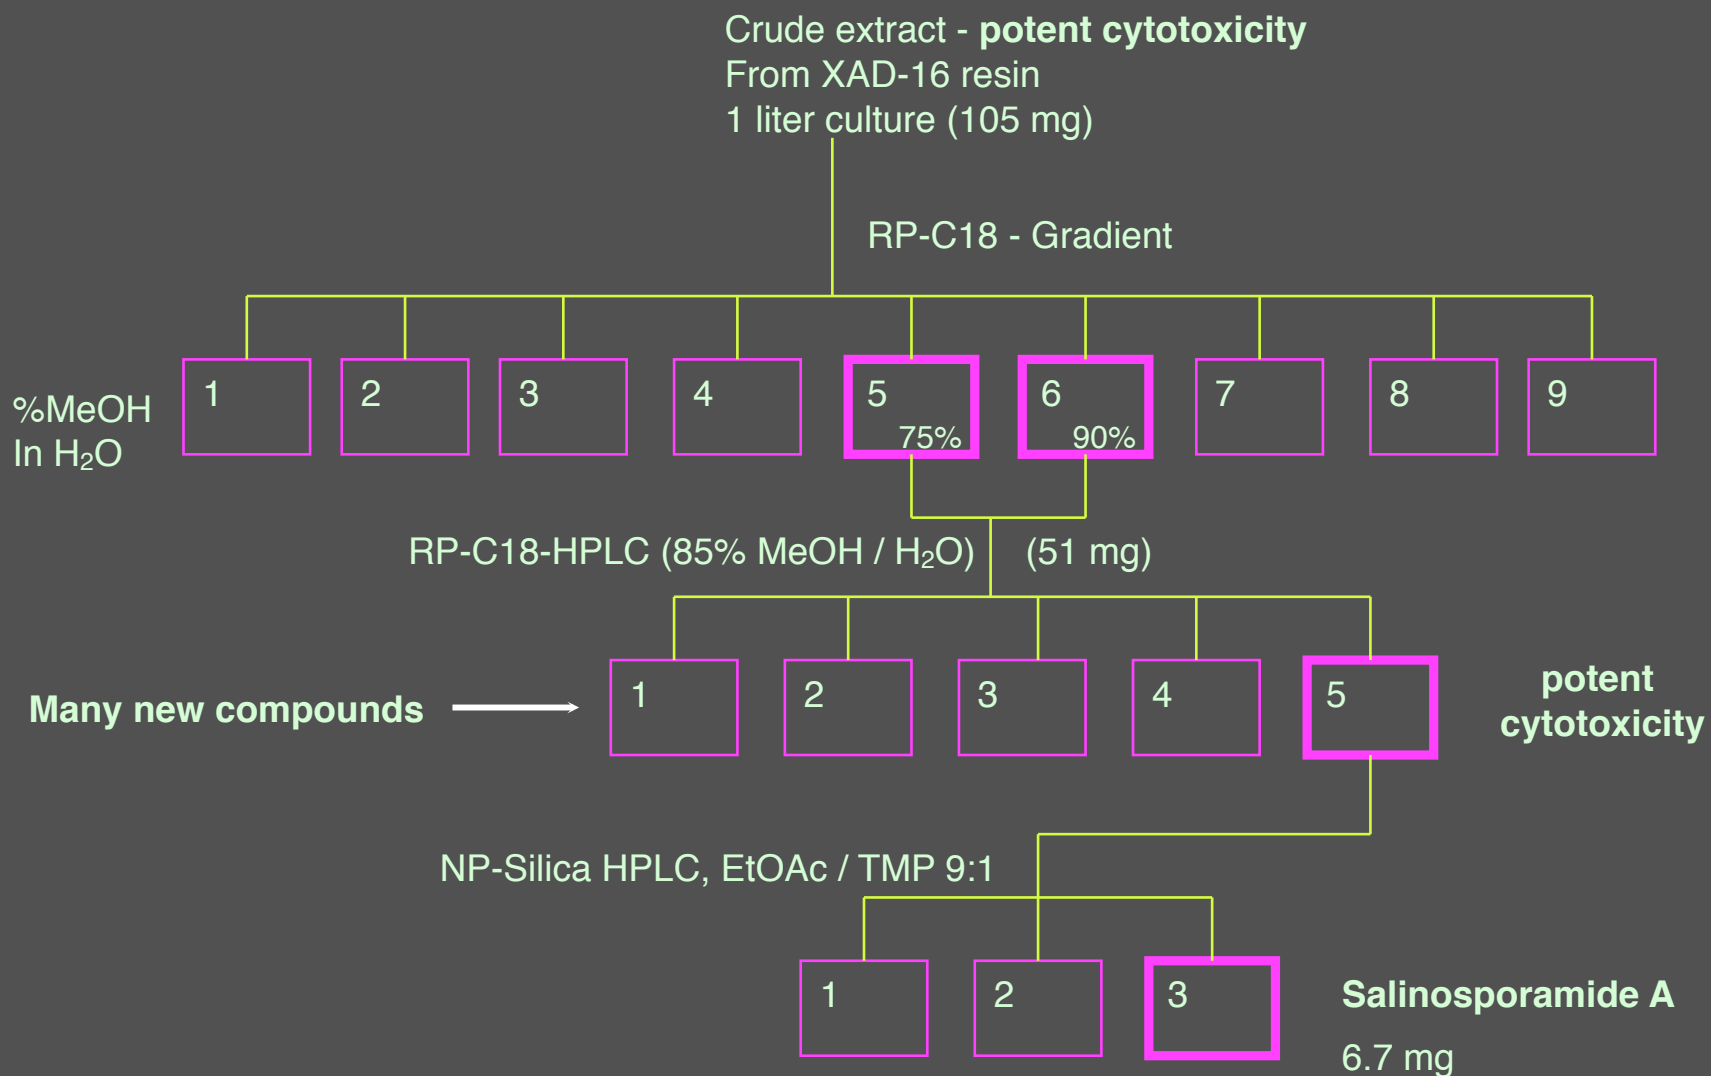 Crude extract - potent cytotoxicity
From XAD-16 resin
1 liter culture (105 mg)
RP-C18 - Gradient
%MeOH
In H₂O
1
2
3
4
5
75%
6
90%
7
8
9
RP-C18-HPLC (85% MeOH / H₂O) (51 mg)
Many new compounds
1
2
3
4
5
potent
cytotoxicity
NP-Silica HPLC, EtOAc / TMP 9:1
1
2
3
Salinosporamide A
6.7 mg